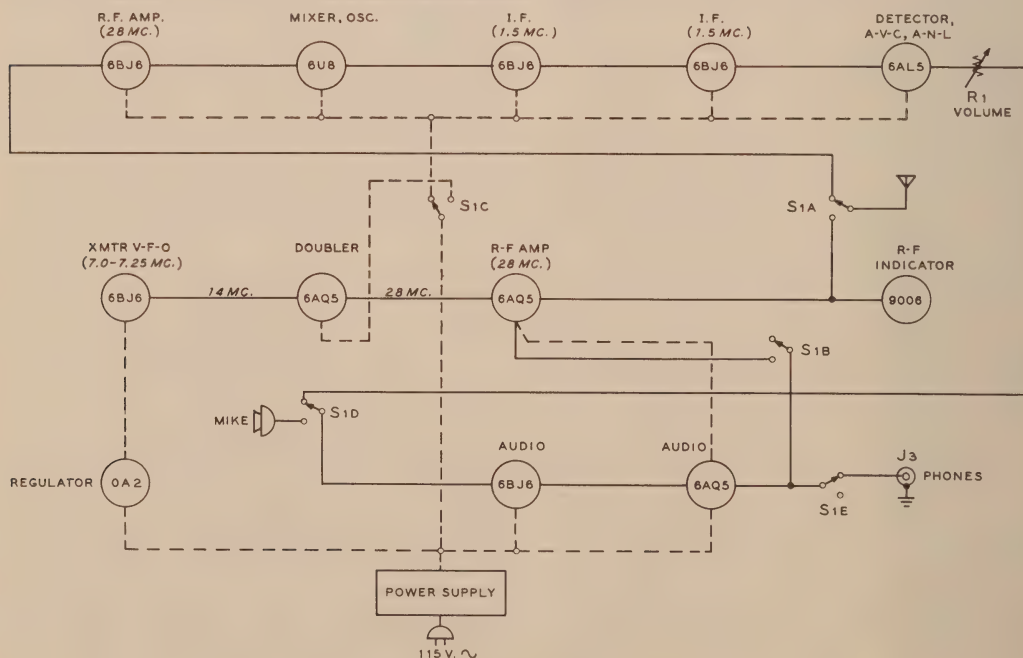 R.F. AMP.
(28 MC.)
MIXER, OSC.
I.F.
(1.5 MC.)
I.F.
(1.5 MC.)
DETECTOR,
A-V-C, A-N-L
6BJ6
6U8
6BJ6
6BJ6
6AL5
R1
VOLUME
S1C
S1A
XMTR V-F-O
(7.0-7.25 MC.)
DOUBLER
R-F AMP
(28 MC.)
R-F
INDICATOR
6BJ6
14 MC.
6AQ5
28 MC.
6AQ5
9006
S1B
MIKE
S1D
AUDIO
AUDIO
J3
REGULATOR
0A2
6BJ6
6AQ5
PHONES
S1E
POWER SUPPLY
115 V. ∿